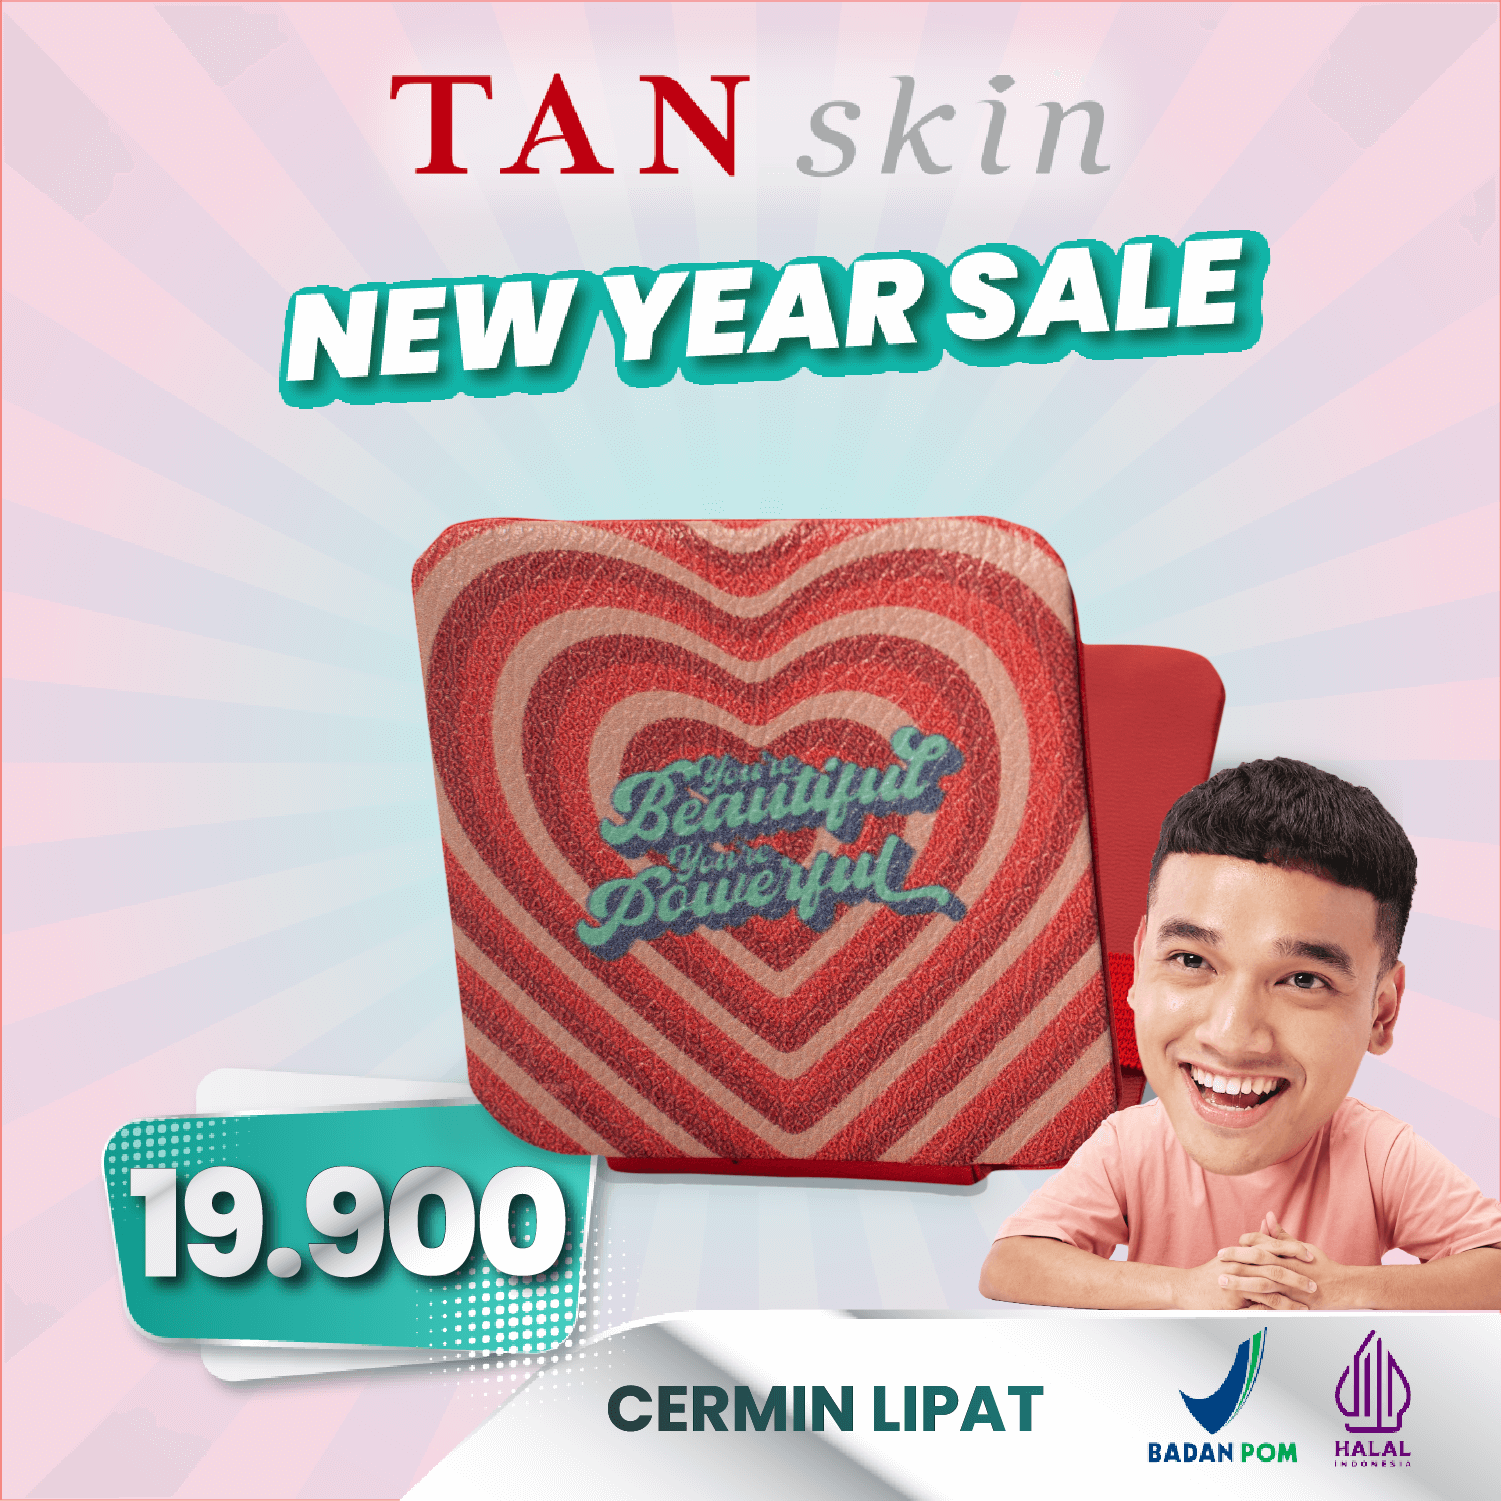 TAN skin
NEW YEAR SALE
You're
Beautiful
You're
Powerful
19.900
CERMIN LIPAT
BADAN POM
HALAL
INDONESIA